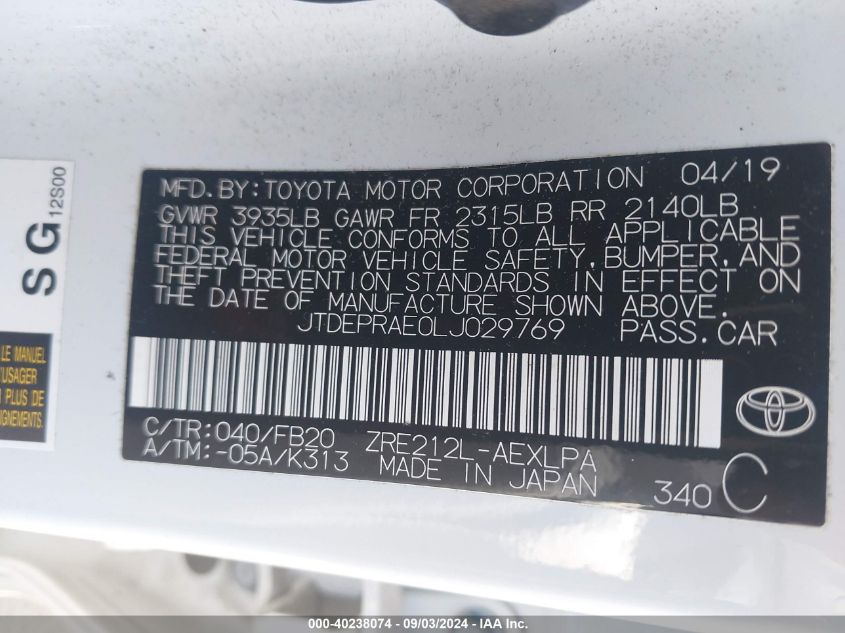 MFD. BY: TOYOTA MOTOR CORPORATION 04/19
GVWR 3935LB GAWR FR 2315LB RR 2140LB
THIS VEHICLE CONFORMS TO ALL APPLICABLE
FEDERAL MOTOR VEHICLE SAFETY, BUMPER, AND
THEFT PREVENTION STANDARDS IN EFFECT ON
THE DATE OF MANUFACTURE SHOWN ABOVE.
JTDEPRAE0LJ029769 PASS. CAR
C/TR: 040/FB20 ZRE212L-AEXLPA
A/TM: -05A/K313 MADE IN JAPAN 340 C
SG 12S00
LE MANUEL
'USAGER
PLUS DE
IGNEMENTS.
000-40238074 - 09/03/2024 - IAA Inc.